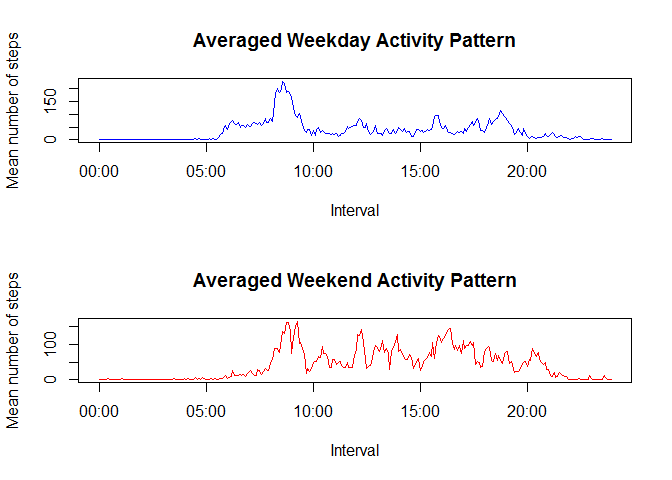 Averaged Weekday Activity Pattern
Mean number of steps
150
0
00:00 05:00 10:00 15:00 20:00
Interval
Averaged Weekend Activity Pattern
Mean number of steps
100
0
00:00 05:00 10:00 15:00 20:00
Interval